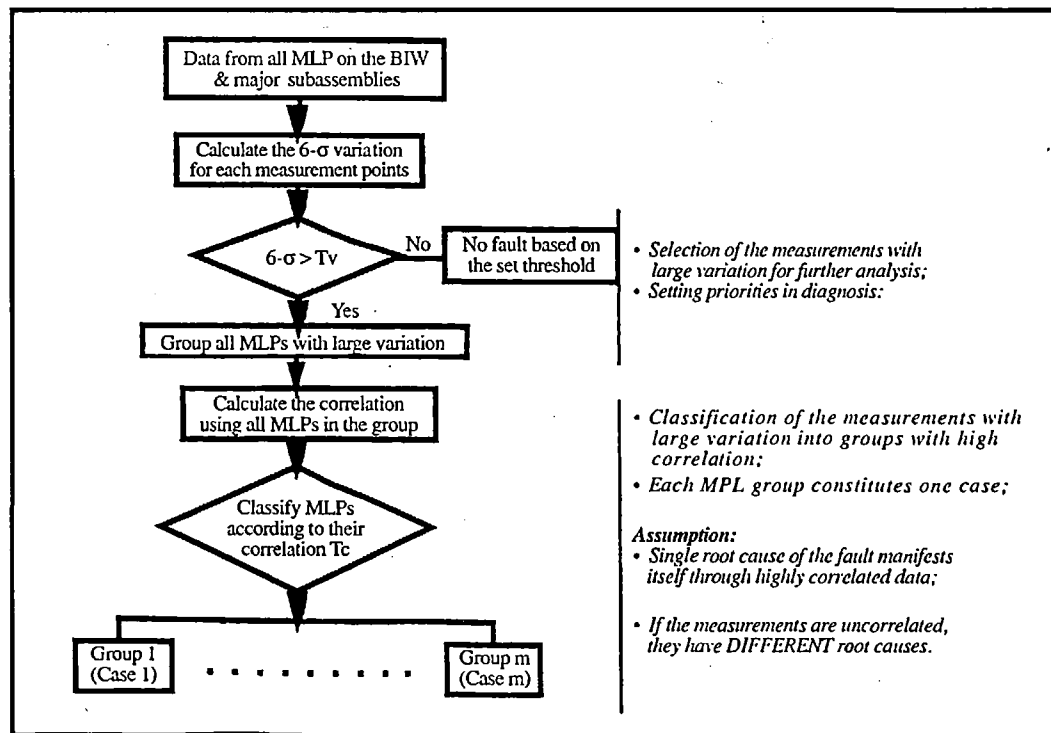 Data from all MLP on the BIW
& major subassemblies
Calculate the 6-σ variation
for each measurement points
6-σ > Tv
No
No fault based on
the set threshold
Yes
Group all MLPs with large variation
Calculate the correlation
using all MLPs in the group
Classify MLPs
according to their
correlation Tc
Group 1
(Case 1)
Group m
(Case m)
• Selection of the measurements with
large variation for further analysis;
• Setting priorities in diagnosis:
• Classification of the measurements with
large variation into groups with high
correlation;
• Each MPL group constitutes one case;
Assumption:
• Single root cause of the fault manifests
itself through highly correlated data;
• If the measurements are uncorrelated,
they have DIFFERENT root causes.